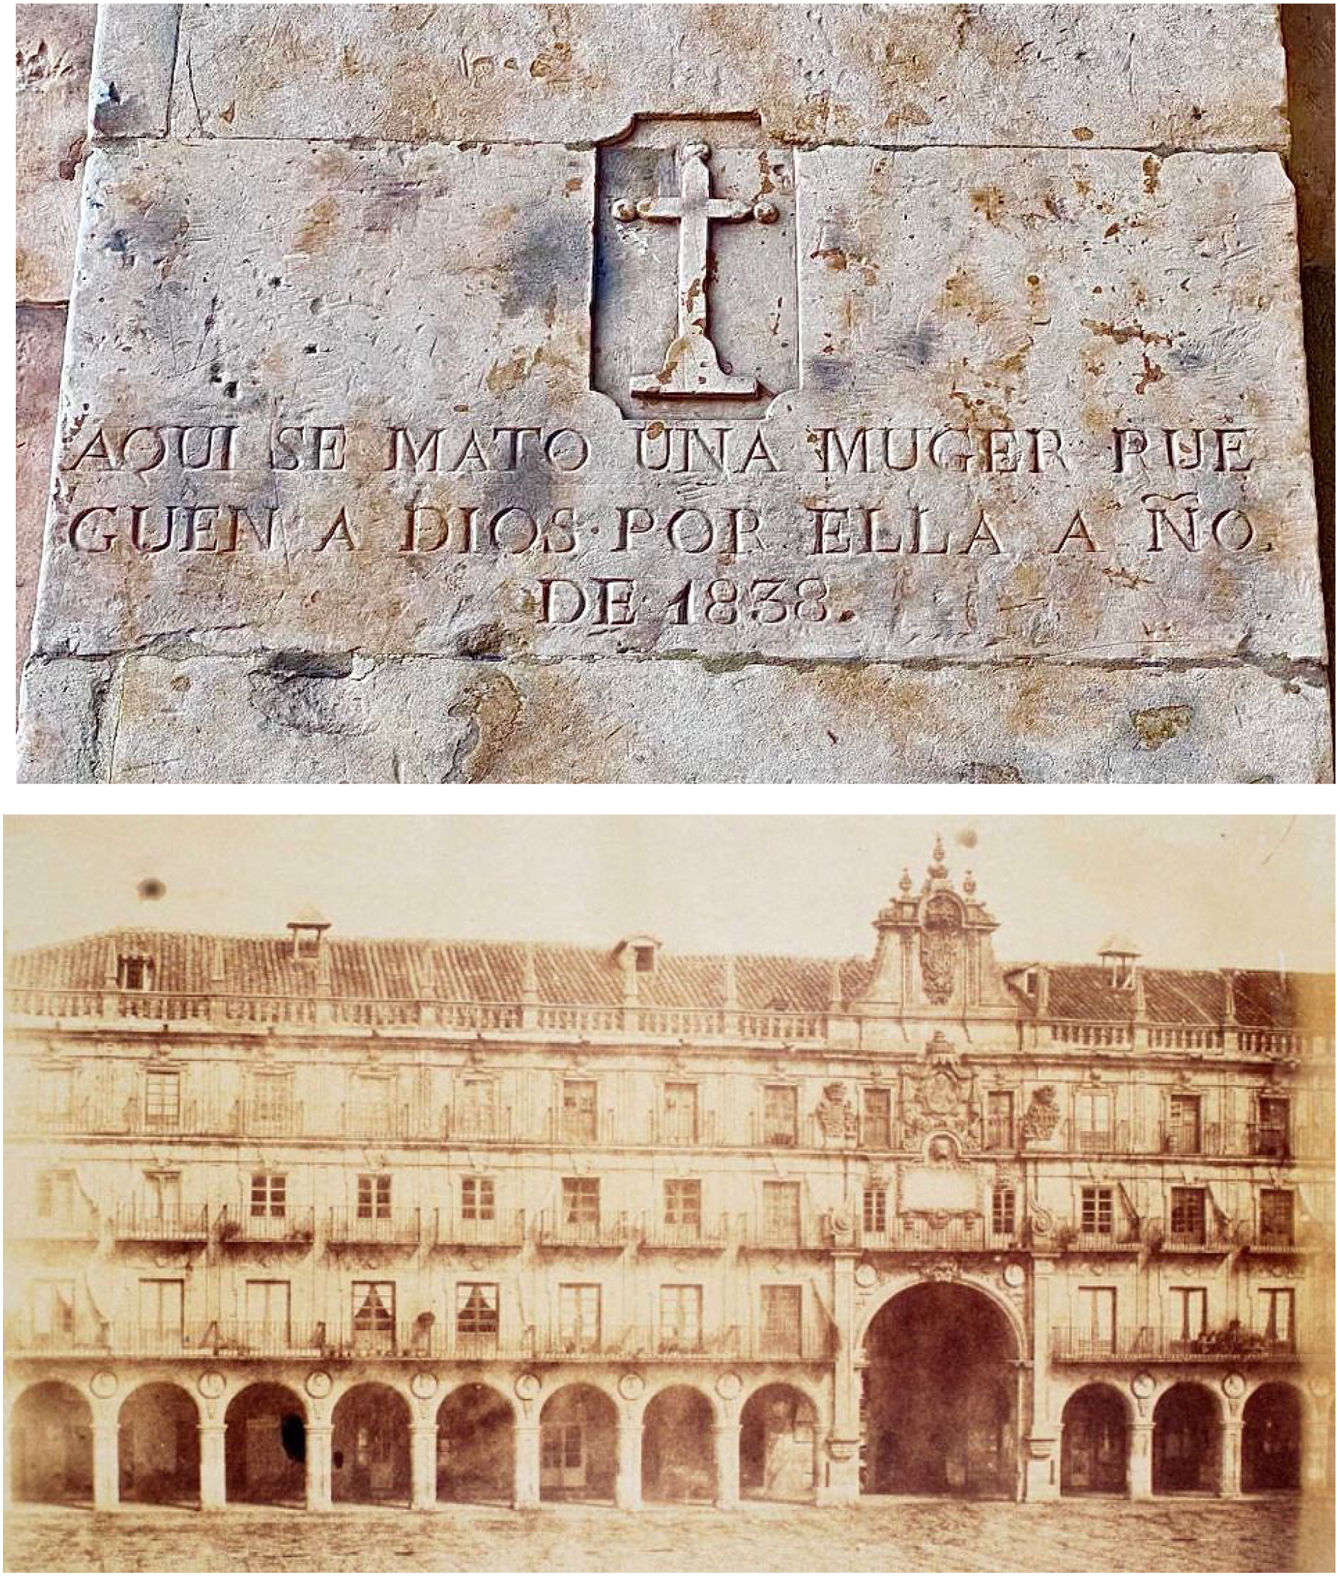 AQUI SE MATO UNA MUGER RUE
GUEN A DIOS·POR ELLA A ÑO.
DE·1838.